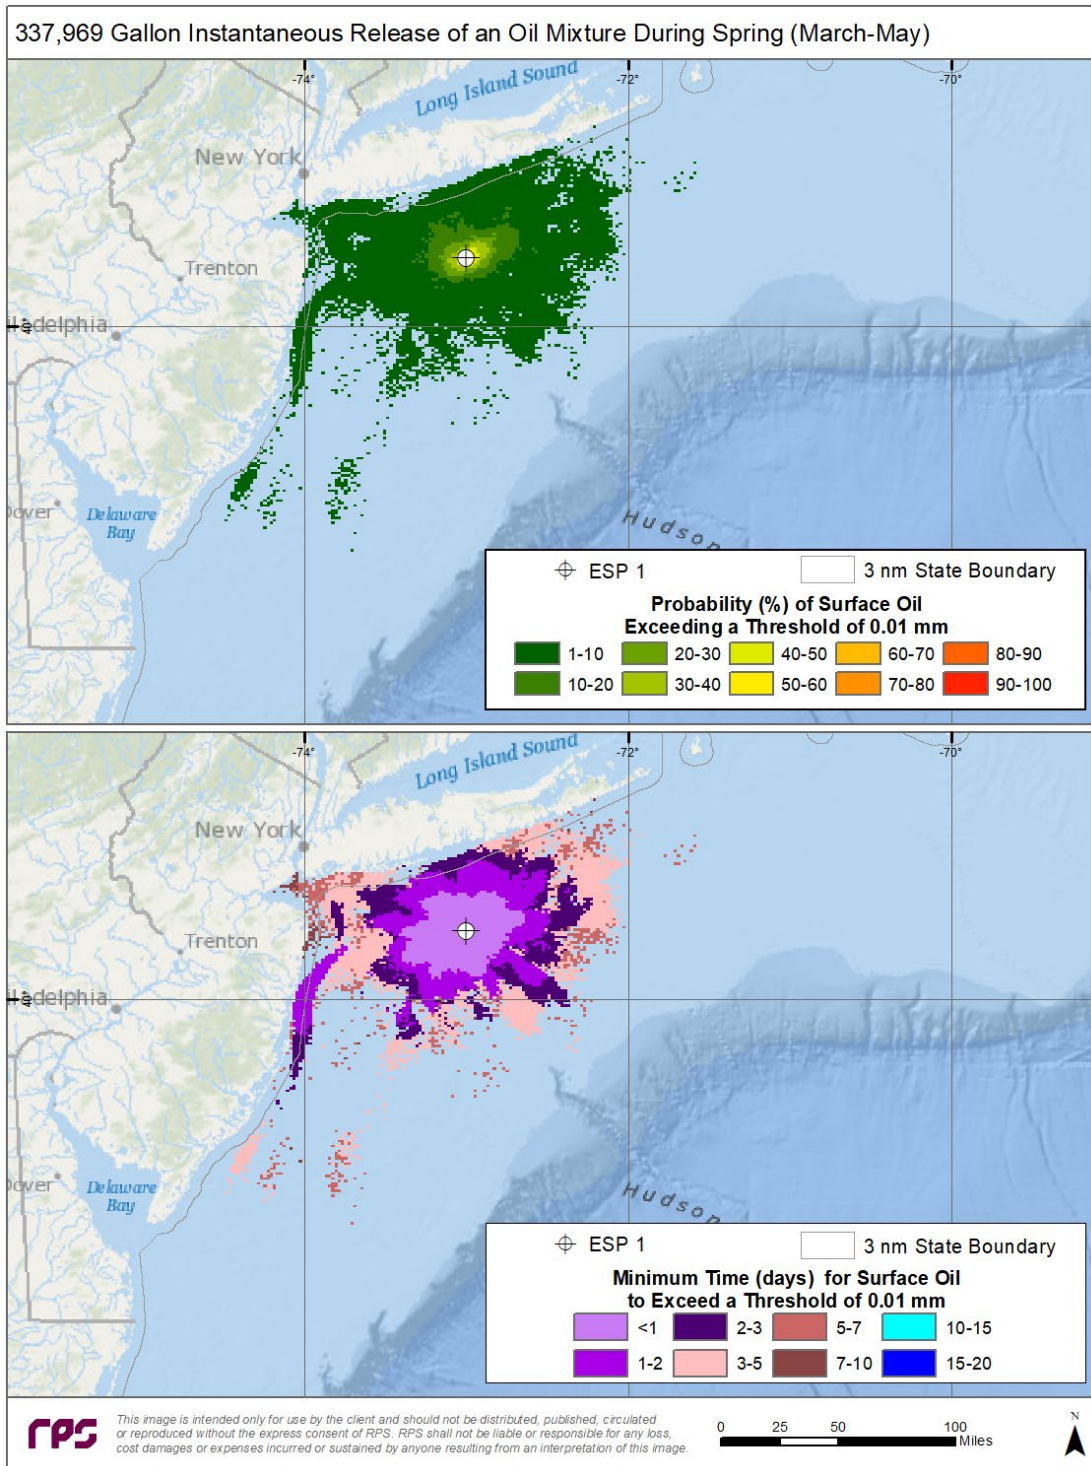 337,969 Gallon Instantaneous Release of an Oil Mixture During Spring (March-May)
-74°
-72°
-70°
Long Island Sound
New York
Trenton
iladelphia
40°
Dover
Delaware
Bay
Hudson
ESP 1
3 nm State Boundary
Probability (%) of Surface Oil
Exceeding a Threshold of 0.01 mm
1-10
20-30
40-50
60-70
80-90
10-20
30-40
50-60
70-80
90-100
-74°
-72°
-70°
Long Island Sound
New York
Trenton
iladelphia
40°
Dover
Delaware
Bay
Hudson
ESP 1
3 nm State Boundary
Minimum Time (days) for Surface Oil
to Exceed a Threshold of 0.01 mm
<1
2-3
5-7
10-15
1-2
3-5
7-10
15-20
rps
This image is intended only for use by the client and should not be distributed, published, circulated
or reproduced without the express consent of RPS. RPS shall not be liable or responsible for any loss,
cost damages or expenses incurred or sustained by anyone resulting from an interpretation of this image.
0 25 50 100
Miles
N